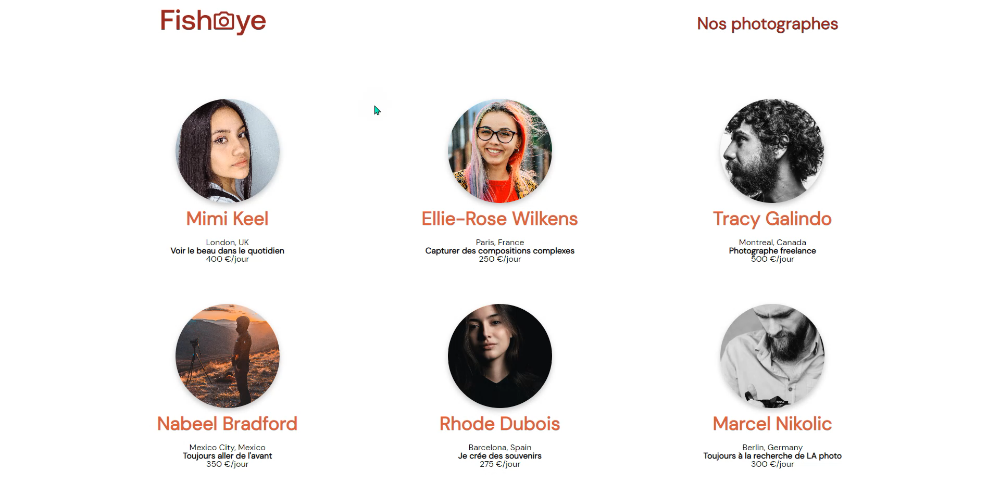 Fisheye
Nos photographes
Mimi Keel
London, UK
Voir le beau dans le quotidien
400 €/jour
Ellie-Rose Wilkens
Paris, France
Capturer des compositions complexes
250 €/jour
Tracy Galindo
Montreal, Canada
Photographe freelance
500 €/jour
Nabeel Bradford
Mexico City, Mexico
Toujours aller de l'avant
350 €/jour
Rhode Dubois
Barcelona, Spain
Je crée des souvenirs
275 €/jour
Marcel Nikolic
Berlin, Germany
Toujours à la recherche de LA photo
300 €/jour